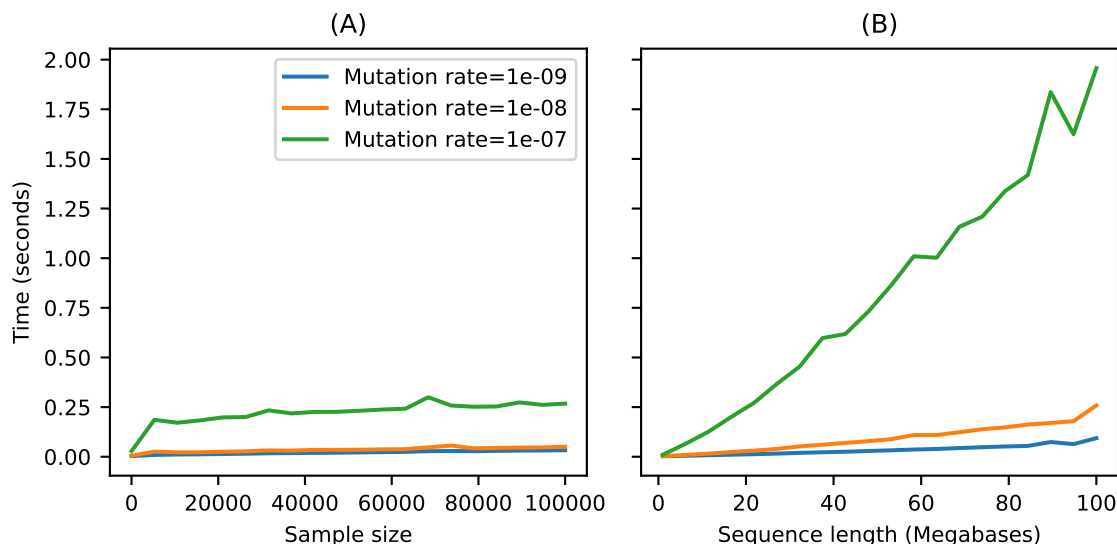 (A)
(B)
Time (seconds)
2.00
1.75
1.50
1.25
1.00
0.75
0.50
0.25
0.00
Mutation rate=1e-09
Mutation rate=1e-08
Mutation rate=1e-07
0 20000 40000 60000 80000 100000
Sample size
0 20 40 60 80 100
Sequence length (Megabases)